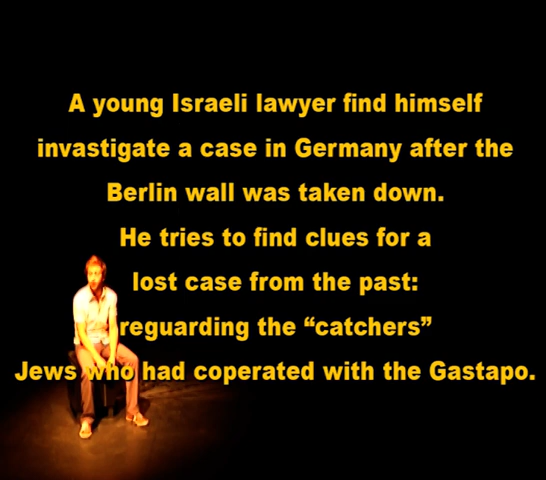 A young Israeli lawyer find himself
invastigate a case in Germany after the
Berlin wall was taken down.
He tries to find clues for a
lost case from the past:
reguarding the “catchers”
Jews who had coperated with the Gastapo.